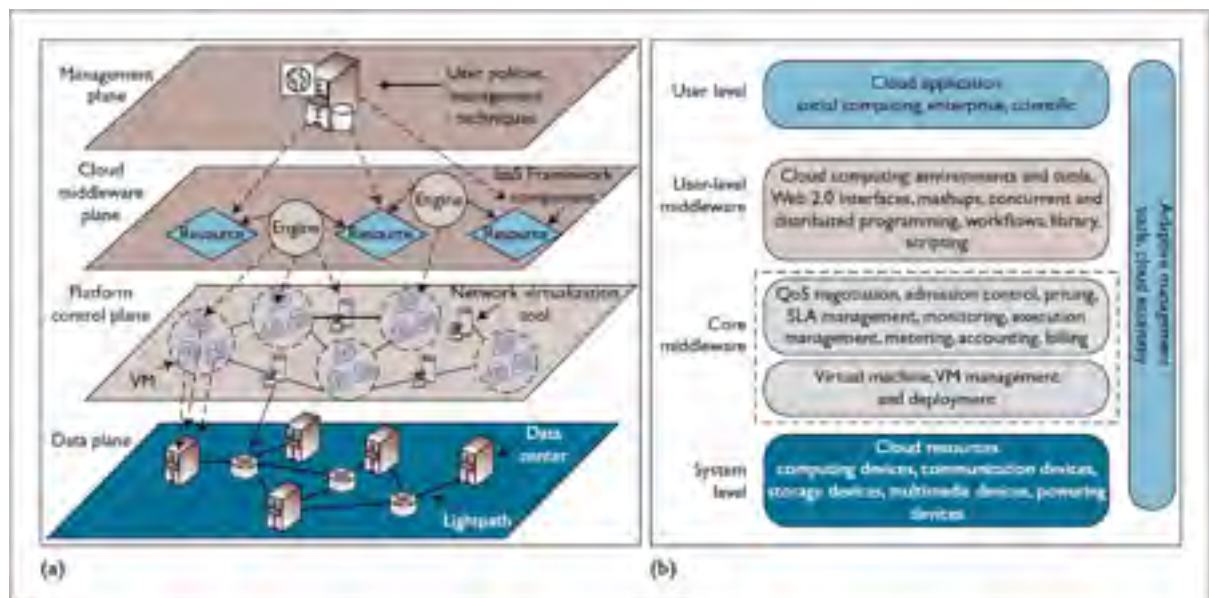 Management
plane
User policies,
management
techniques
Cloud
middleware
plane
IaaS Framework
component
Engine
Engine
Resource
Resource
Resource
Platform
control plane
Network virtualization
tool
VM
Data plane
Data
center
Lightpath
(a)
User level
Cloud application
social computing, enterprise, scientific
User-level
middleware
Cloud computing environments and tools,
Web 2.0 interfaces, mashups, concurrent and
distributed programming, workflows, library,
scripting
Core
middleware
QoS negotiation, admission control, pricing,
SLA management, monitoring, execution
management, metering, accounting, billing
Virtual machine, VM management
and deployment
System
level
Cloud resources
computing devices, communication devices,
storage devices, multimedia devices, powering
devices
Adaptive management
cloud economy
(b)